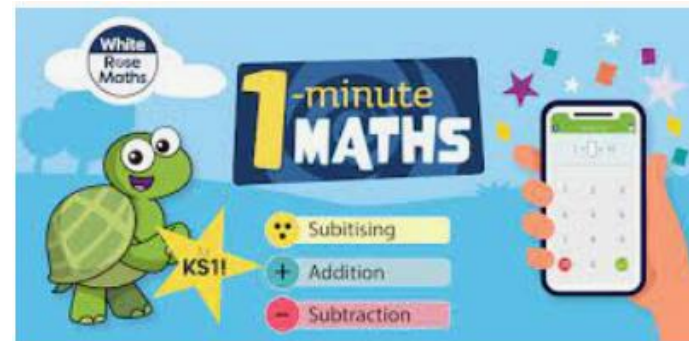 White
Rose
Maths
1-minute
MATHS
KS1!
Subitising
+ Addition
- Subtraction